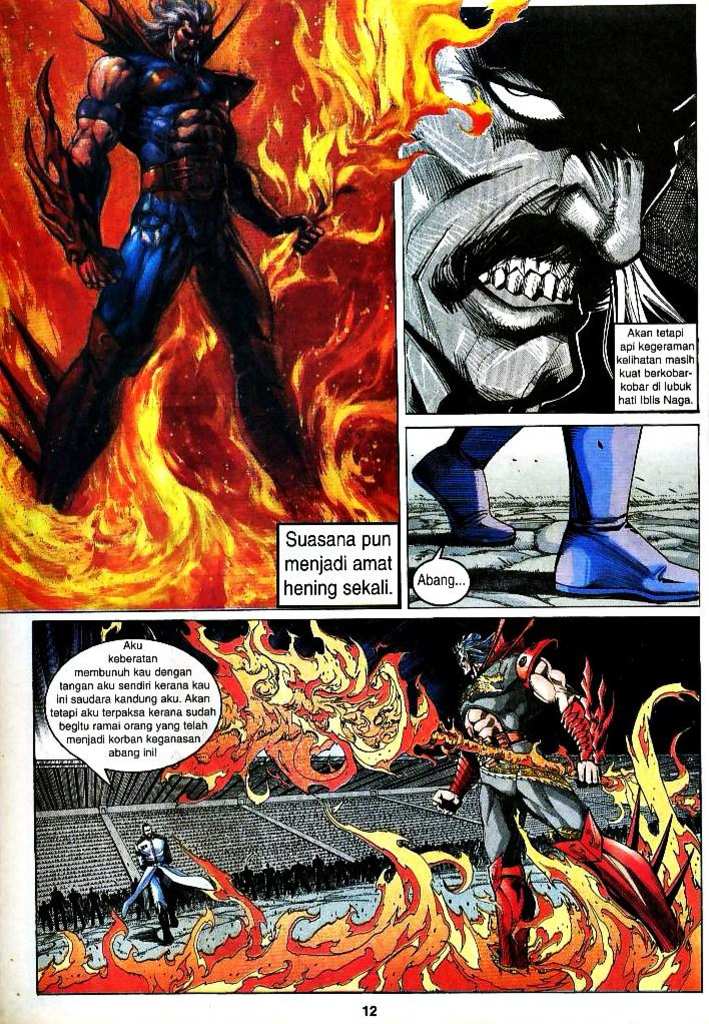 Suasana pun
menjadi amat
hening sekali.
Akan tetapi
api kegeraman
kelihatan masih
kuat berkobar-
kobar di lubuk
hati Iblis Naga.
Abang...
Aku
keberatan
membunuh kau dengan
tangan aku sendiri kerana kau
ini saudara kandung aku. Akan
tetapi aku terpaksa kerana sudah
begitu ramai orang yang telah
menjadi korban keganasan
abang ini!
12